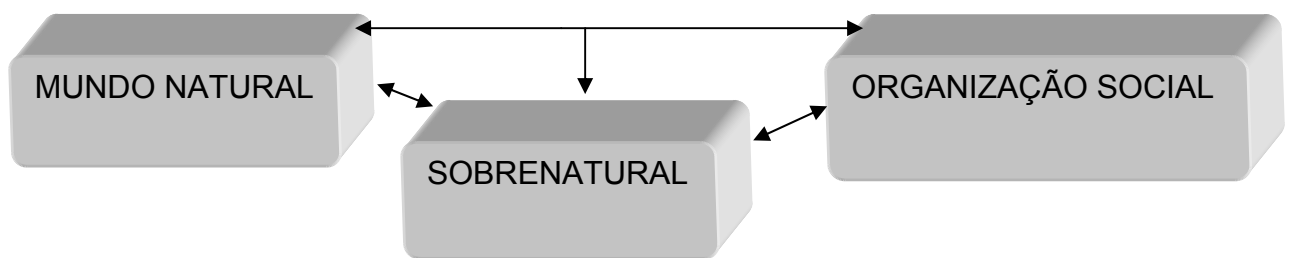 MUNDO NATURAL
ORGANIZAÇÃO SOCIAL
SOBRENATURAL